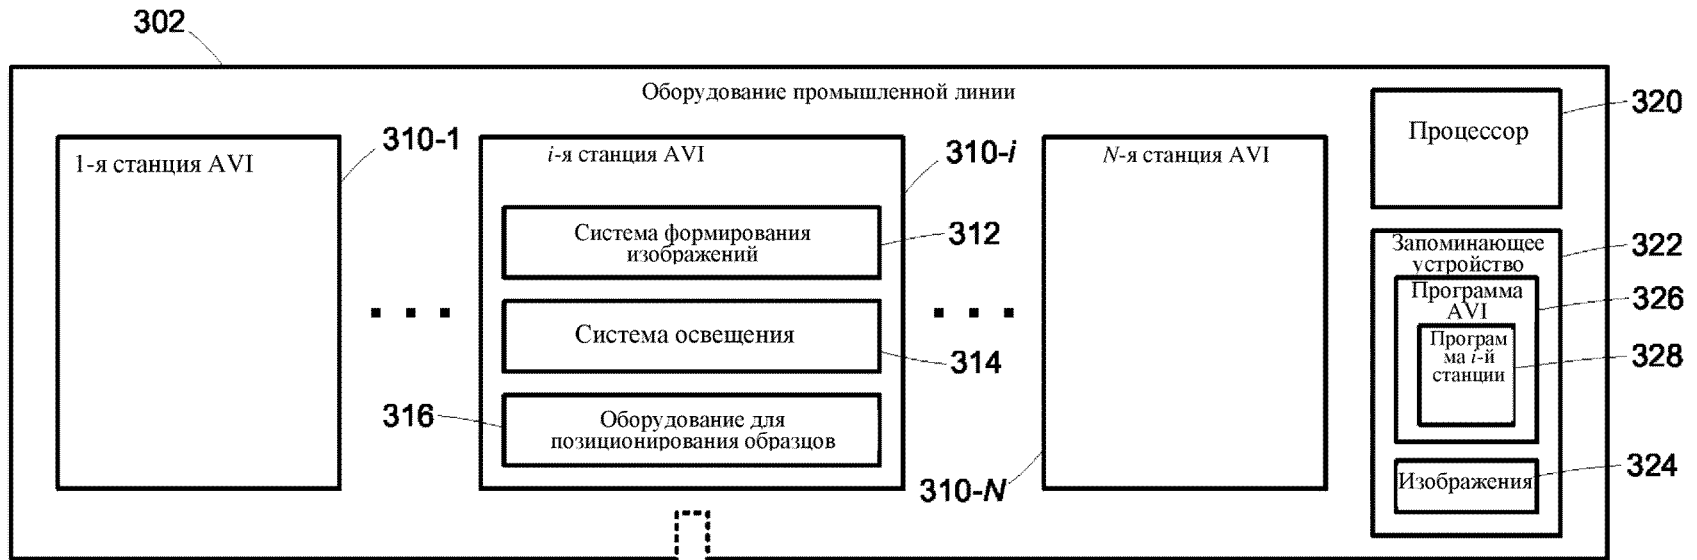 302
Оборудование промышленной линии
1-я станция AVI
310-1
i-я станция AVI
310-i
Система формирования
изображений
312
Система освещения
314
316
Оборудование для
позиционирования образцов
N-я станция AVI
310-N
Процессор
320
Запоминающее
устройство
322
Программа
AVI
326
Програм
ма i-й
станции
328
Изображения
324